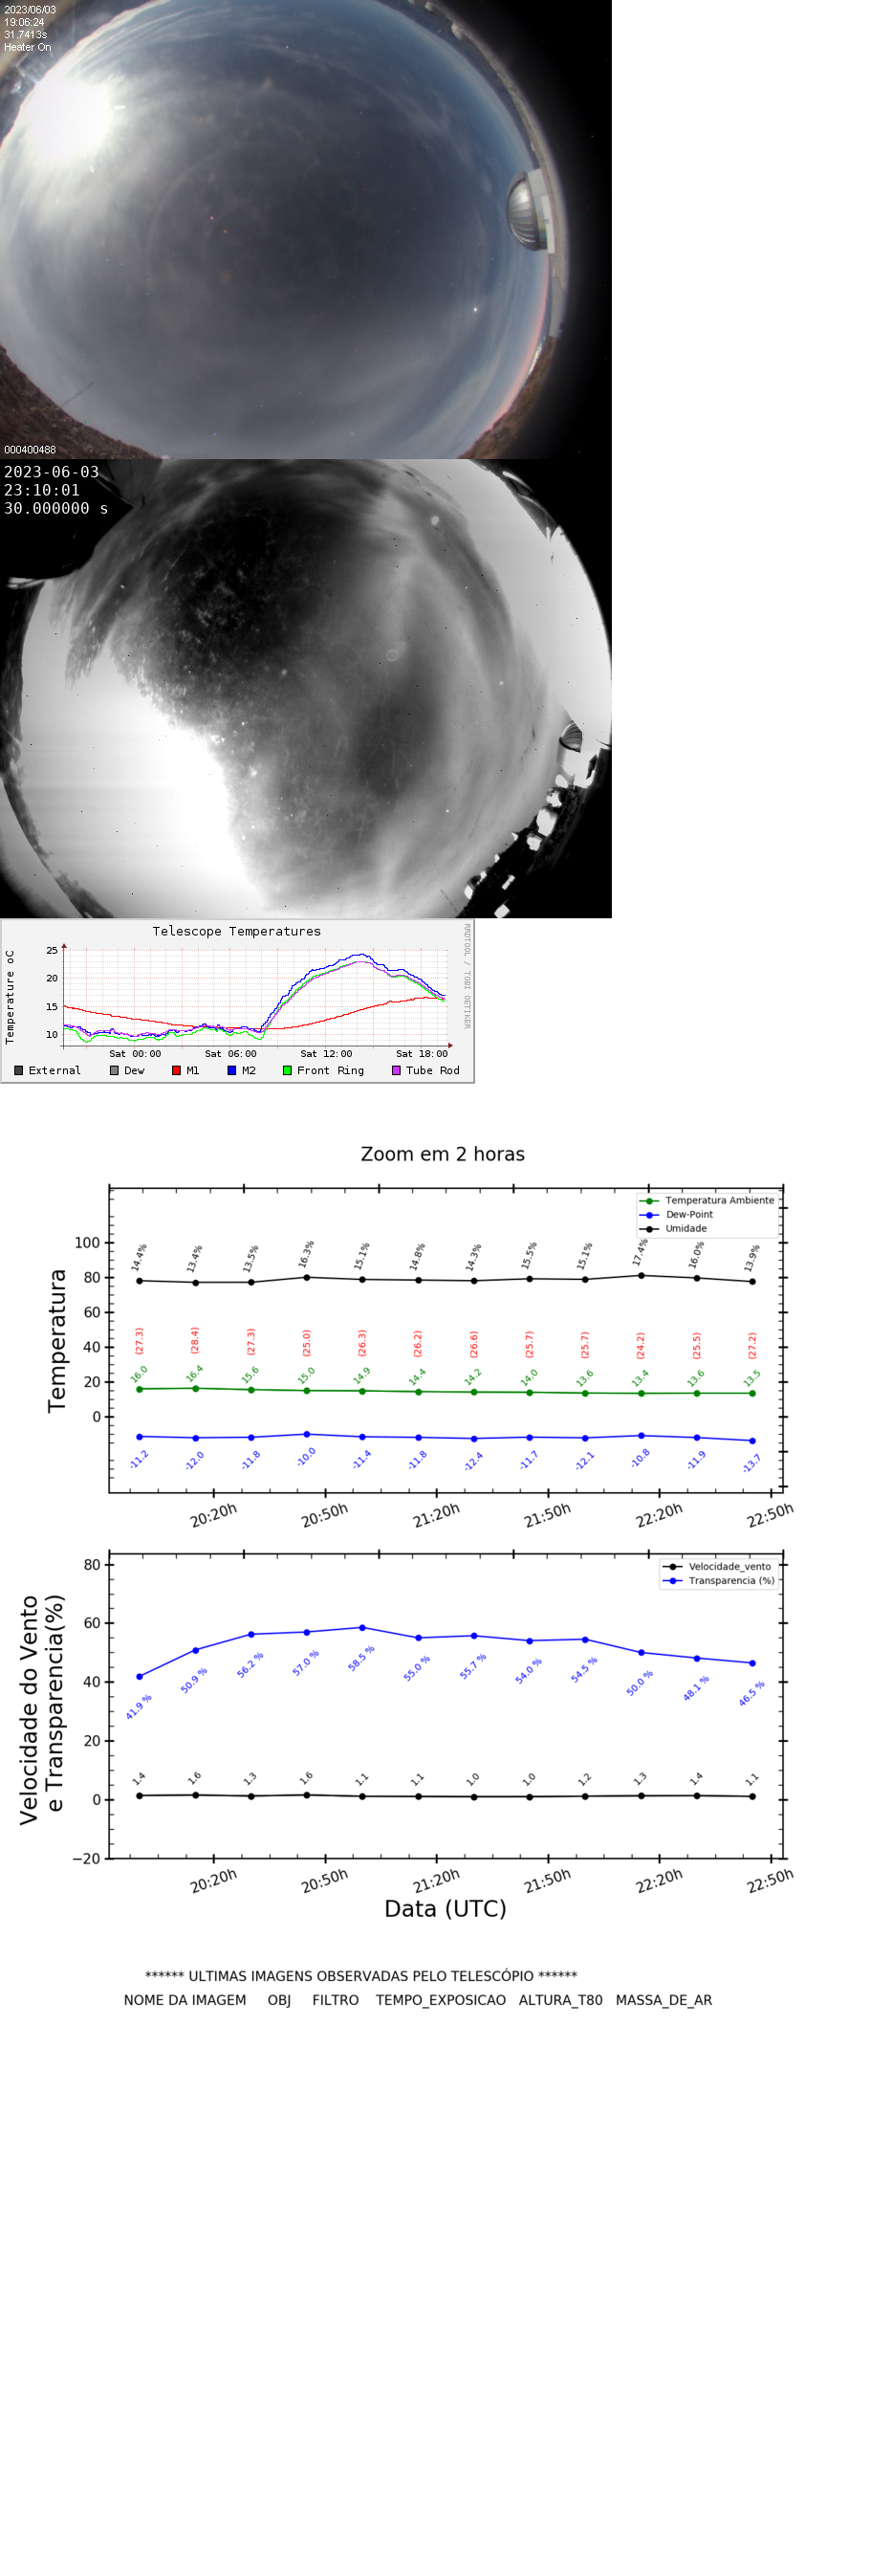 2023/06/03
19:06:24
31.7413s
Heater On
000400488
2023-06-03
23:10:01
30.000000 s
Telescope Temperatures
RRDTOOL / TOBI OETIKER
Temperature oC
25
20
15
10
Sat 00:00 Sat 06:00 Sat 12:00 Sat 18:00
External Dew M1 M2 Front Ring Tube Rod
Zoom em 2 horas
Temperatura Ambiente
Dew-Point
Umidade
Temperatura
100
80
60
40
20
0
14.4% 13.4% 13.5% 16.3% 15.1% 14.8% 14.3% 15.5% 15.1% 17.4% 16.0% 13.9%
(27.3) (28.4) (27.3) (25.0) (26.3) (26.2) (26.6) (25.7) (25.7) (24.2) (25.5) (27.2)
16.0 16.4 15.6 15.0 14.9 14.4 14.2 14.0 13.6 13.4 13.6 13.5
-11.2 -12.0 -11.8 -10.0 -11.4 -11.8 -12.4 -11.7 -12.1 -10.8 -11.9 -13.7
20:20h 20:50h 21:20h 21:50h 22:20h 22:50h
Velocidade_vento
Transparencia (%)
Velocidade do Vento
e Transparencia(%)
80
60
40
20
0
−20
41.9 % 50.9 % 56.2 % 57.0 % 58.5 % 55.0 % 55.7 % 54.0 % 54.5 % 50.0 % 48.1 % 46.5 %
1.4 1.6 1.3 1.6 1.1 1.1 1.0 1.0 1.2 1.3 1.4 1.1
20:20h 20:50h 21:20h 21:50h 22:20h 22:50h
Data (UTC)
****** ULTIMAS IMAGENS OBSERVADAS PELO TELESCÓPIO ******
NOME DA IMAGEM OBJ FILTRO TEMPO_EXPOSICAO ALTURA_T80 MASSA_DE_AR